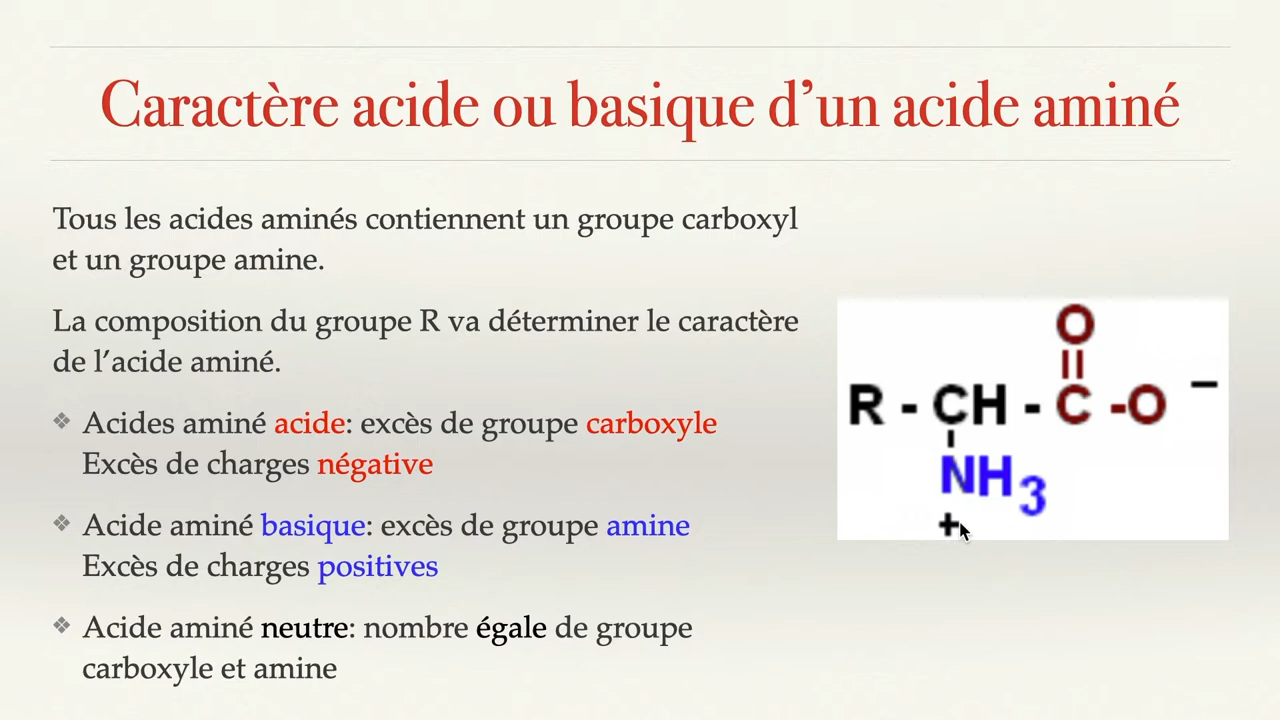 Caractère acide ou basique d’un acide aminé
Tous les acides aminés contiennent un groupe carboxyl
et un groupe amine.
La composition du groupe R va déterminer le caractère
de l’acide aminé.
❖ Acides aminé acide: excès de groupe carboxyle
Excès de charges négative
❖ Acide aminé basique: excès de groupe amine
Excès de charges positives
❖ Acide aminé neutre: nombre égale de groupe
carboxyle et amine
O
||
R - CH - C -O −
NH3
+